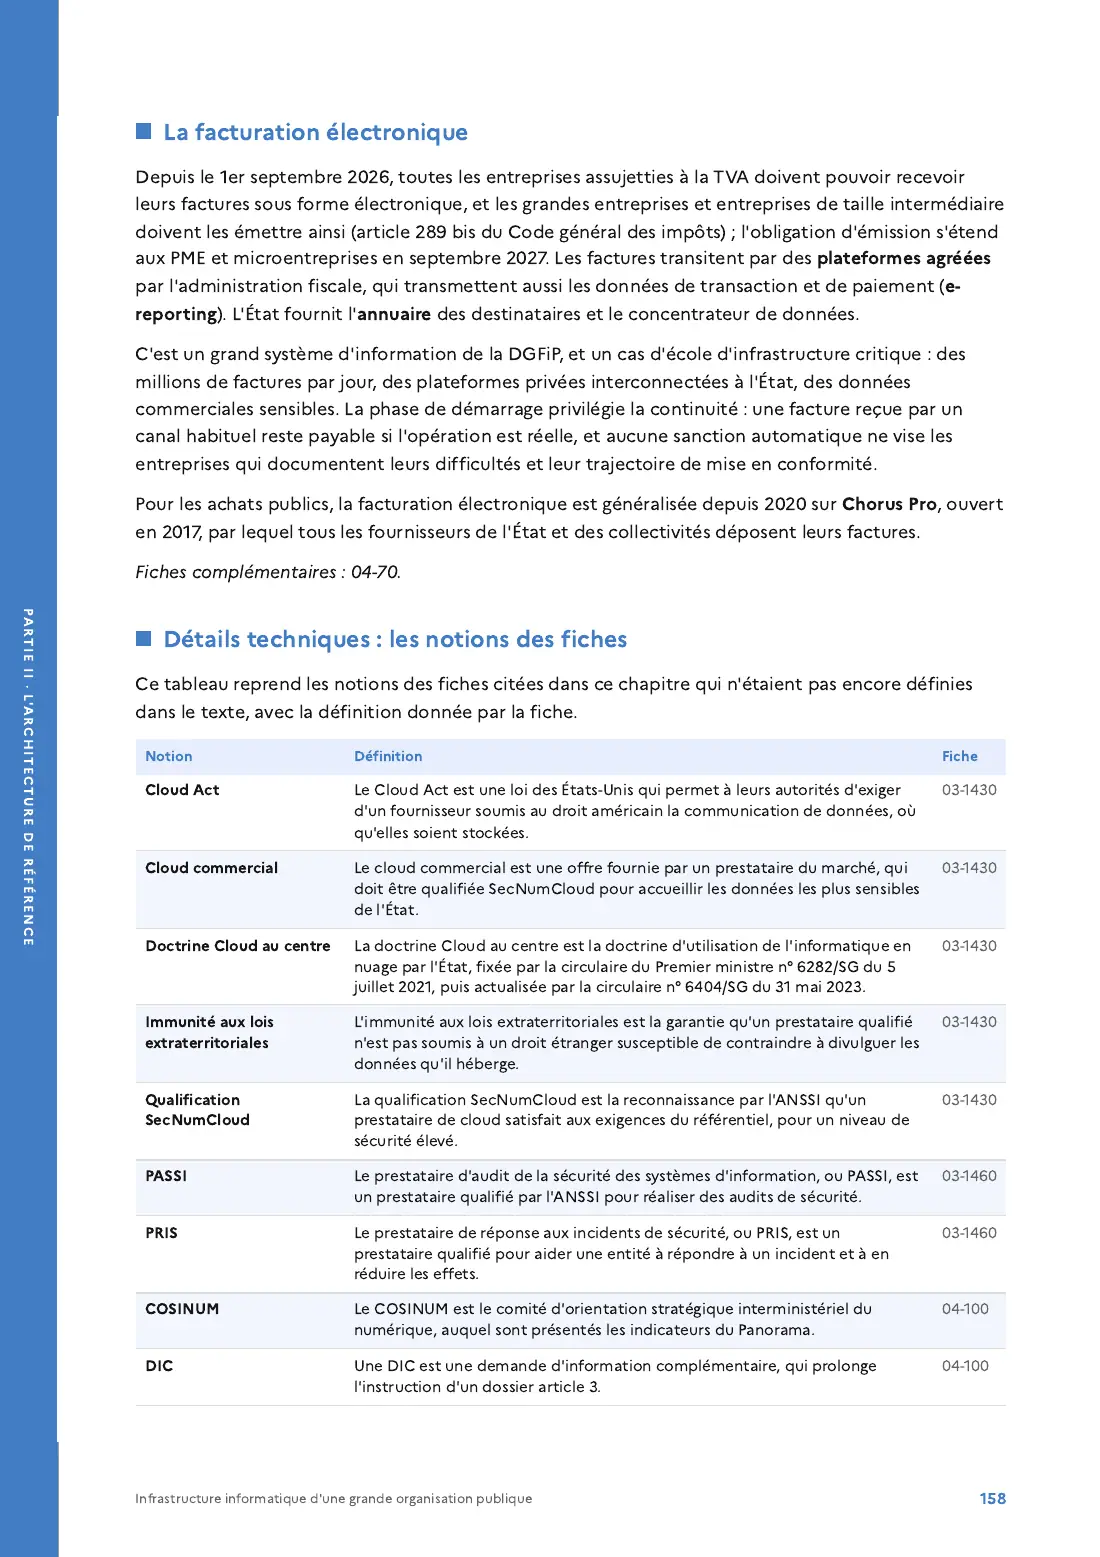 La facturation électronique
Depuis le 1er septembre 2026, toutes les entreprises assujetties à la TVA doivent pouvoir recevoir
leurs factures sous forme électronique, et les grandes entreprises et entreprises de taille intermédiaire
doivent les émettre ainsi (article 289 bis du Code général des impôts) ; l'obligation d'émission s'étend
aux PME et microentreprises en septembre 2027. Les factures transitent par des plateformes agréées
par l'administration fiscale, qui transmettent aussi les données de transaction et de paiement (e-
reporting). L'État fournit l'annuaire des destinataires et le concentrateur de données.
C'est un grand système d'information de la DGFiP, et un cas d'école d'infrastructure critique : des
millions de factures par jour, des plateformes privées interconnectées à l'État, des données
commerciales sensibles. La phase de démarrage privilégie la continuité : une facture reçue par un
canal habituel reste payable si l'opération est réelle, et aucune sanction automatique ne vise les
entreprises qui documentent leurs difficultés et leur trajectoire de mise en conformité.
Pour les achats publics, la facturation électronique est généralisée depuis 2020 sur Chorus Pro, ouvert
en 2017, par lequel tous les fournisseurs de l'État et des collectivités déposent leurs factures.
Fiches complémentaires : 04-70.
Détails techniques : les notions des fiches
Ce tableau reprend les notions des fiches citées dans ce chapitre qui n'étaient pas encore définies
dans le texte, avec la définition donnée par la fiche.
Notion Définition Fiche
Cloud Act Le Cloud Act est une loi des États-Unis qui permet à leurs autorités d'exiger 03-1430
d'un fournisseur soumis au droit américain la communication de données, où
qu'elles soient stockées.
Cloud commercial Le cloud commercial est une offre fournie par un prestataire du marché, qui 03-1430
doit être qualifiée SecNumCloud pour accueillir les données les plus sensibles
de l'État.
Doctrine Cloud au centre La doctrine Cloud au centre est la doctrine d'utilisation de l'informatique en 03-1430
nuage par l'État, fixée par la circulaire du Premier ministre n° 6282/SG du 5
juillet 2021, puis actualisée par la circulaire n° 6404/SG du 31 mai 2023.
Immunité aux lois L'immunité aux lois extraterritoriales est la garantie qu'un prestataire qualifié 03-1430
extraterritoriales n'est pas soumis à un droit étranger susceptible de contraindre à divulguer les
données qu'il héberge.
Qualification La qualification SecNumCloud est la reconnaissance par l'ANSSI qu'un 03-1430
SecNumCloud prestataire de cloud satisfait aux exigences du référentiel, pour un niveau de
sécurité élevé.
PASSI Le prestataire d'audit de la sécurité des systèmes d'information, ou PASSI, est 03-1460
un prestataire qualifié par l'ANSSI pour réaliser des audits de sécurité.
PRIS Le prestataire de réponse aux incidents de sécurité, ou PRIS, est un 03-1460
prestataire qualifié pour aider une entité à répondre à un incident et à en
réduire les effets.
COSINUM Le COSINUM est le comité d'orientation stratégique interministériel du 04-100
numérique, auquel sont présentés les indicateurs du Panorama.
DIC Une DIC est une demande d'information complémentaire, qui prolonge 04-100
l'instruction d'un dossier article 3.
PARTIE II · L'ARCHITECTURE DE RÉFÉRENCE
Infrastructure informatique d'une grande organisation publique 158